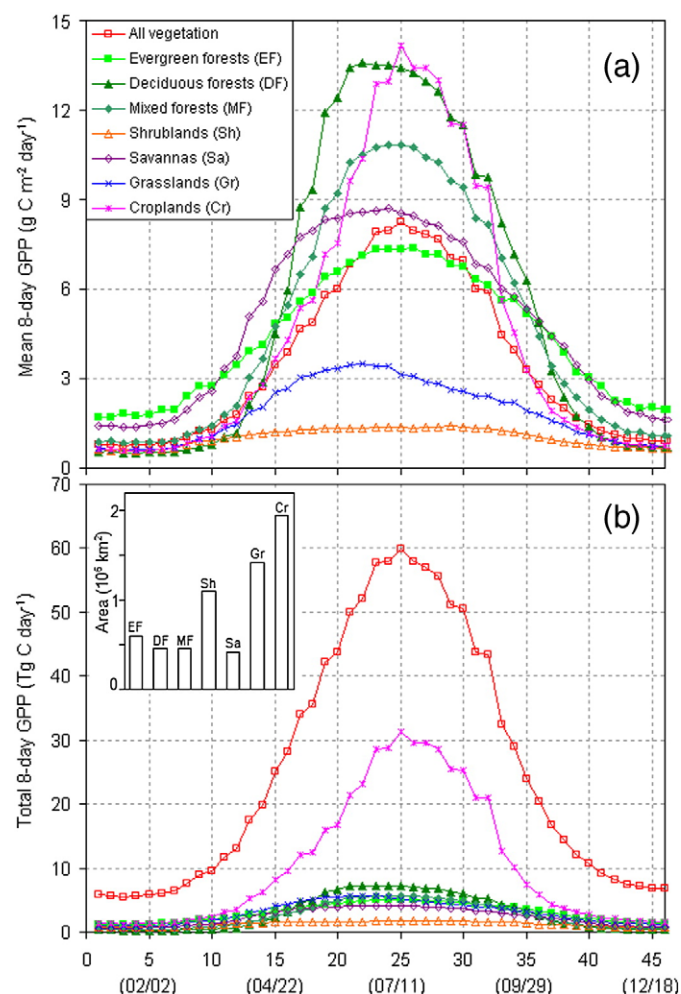 (a)
All vegetation
Evergreen forests (EF)
Deciduous forests (DF)
Mixed forests (MF)
Shrublands (Sh)
Savannas (Sa)
Grasslands (Gr)
Croplands (Cr)
Mean 8-day GPP (g C m⁻² day⁻¹)
15
12
9
6
3
0
(b)
Total 8-day GPP (Tg C day⁻¹)
70
60
50
40
30
20
10
0
Area (10⁶ km²)
2
1
0
EF
DF
MF
Sh
Sa
Gr
Cr
0 5 10 15 20 25 30 35 40 45
(02/02) (04/22) (07/11) (09/29) (12/18)